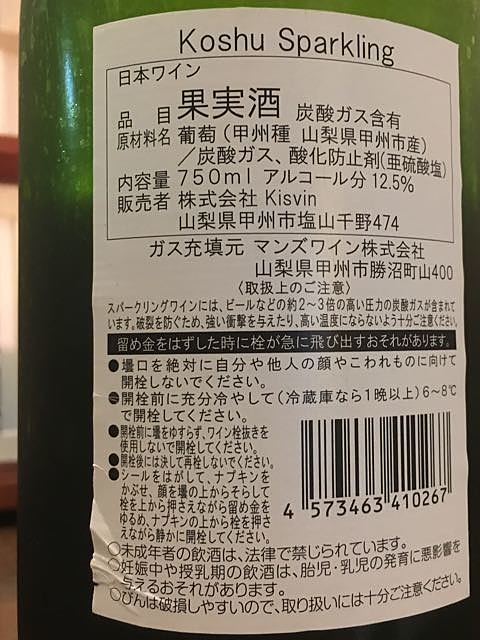 Koshu Sparkling
日本ワイン
品 目 果実酒 炭酸ガス含有
原材料名 葡萄(甲州種 山梨県甲州市産)
/炭酸ガス、酸化防止剤(亜硫酸塩)
内容量 750ml アルコール分12.5%
販売者 株式会社 Kisvin
山梨県甲州市塩山千野474
ガス充填元 マンズワイン株式会社
山梨県甲州市勝沼町山400
〈取扱上のご注意〉
スパークリングワインには、ビールなどの約2~3倍の高い圧力の炭酸ガスが含まれて
います。破裂を防ぐため、強い衝撃を与えたり、高い温度にならないよう十分ご注意ください。
留め金をはずした時に栓が急に飛び出すおそれがあります。
●壜口を絶対に自分や他人の顔やこわれものに向けて
開栓しないでください。
●開栓前に充分冷やして(冷蔵庫なら1晩以上)6~8℃
で開栓してください。
●開栓前に壜をゆすらず、ワイン栓抜きを
使用しないで開栓してください。
●開栓後には決して再栓しないでください。
●シールをはがして、ナプキンを
かぶせ、顔を壜の上からそらして
栓を上から押さえながら留め金を
ゆるめ、ナプキンの上から栓を押さ
えながら静かに開栓してください。
4 573463 410267
○未成年者の飲酒は、法律で禁じられています。
○妊娠中や授乳期の飲酒は、胎児・乳児の発育に悪影響を
与えるおそれがあります。
○びんは破損しやすいので、取り扱いには十分ご注意ください。